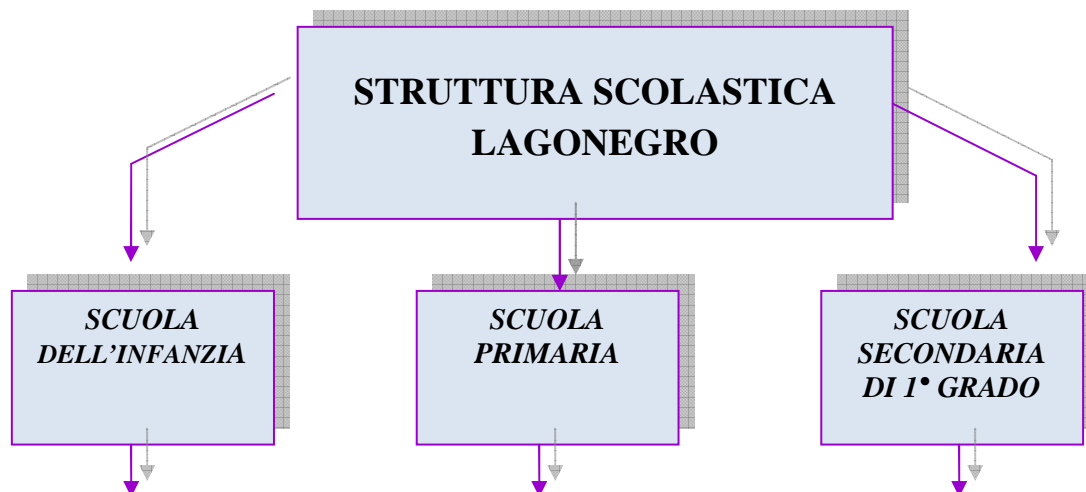 STRUTTURA SCOLASTICA
LAGONEGRO
SCUOLA
DELL’INFANZIA
SCUOLA
PRIMARIA
SCUOLA
SECONDARIA
DI 1° GRADO